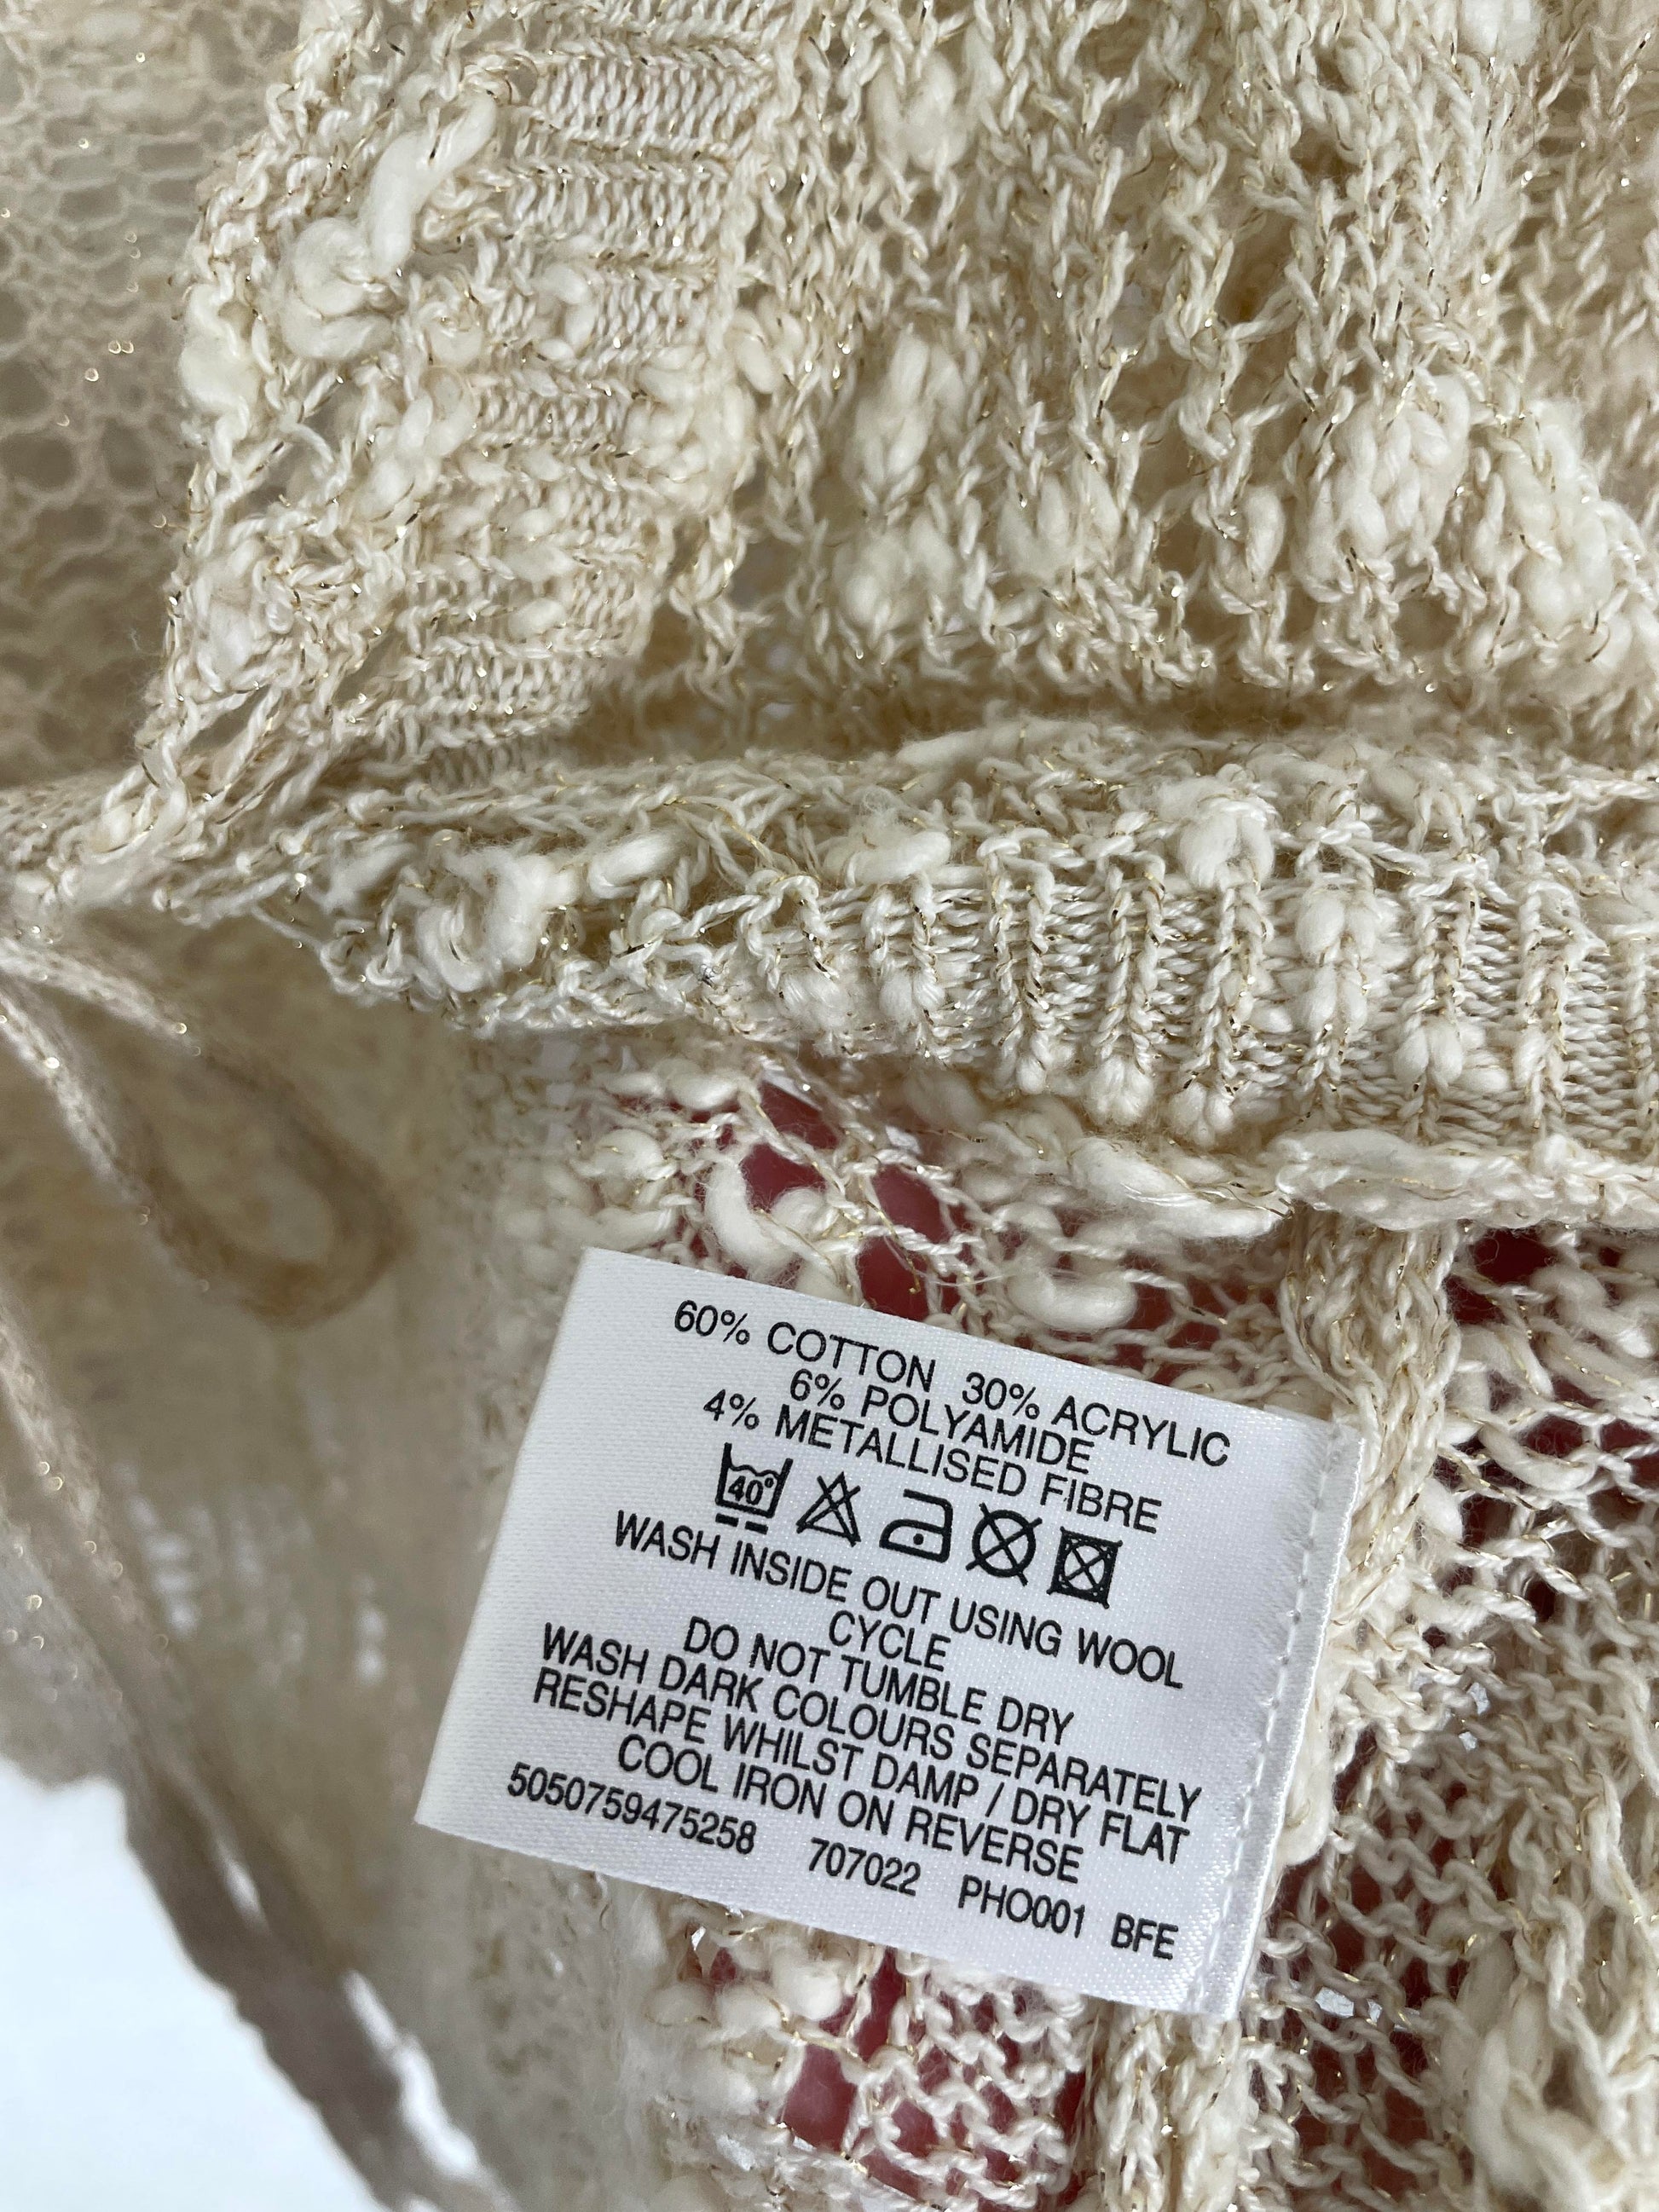 60% COTTON 30% ACRYLIC
6% POLYAMIDE
4% METALLISED FIBRE
40°
WASH INSIDE OUT USING WOOL
CYCLE
DO NOT TUMBLE DRY
WASH DARK COLOURS SEPARATELY
RESHAPE WHILST DAMP / DRY FLAT
COOL IRON ON REVERSE
5050759475258 707022 PHO001 BFE